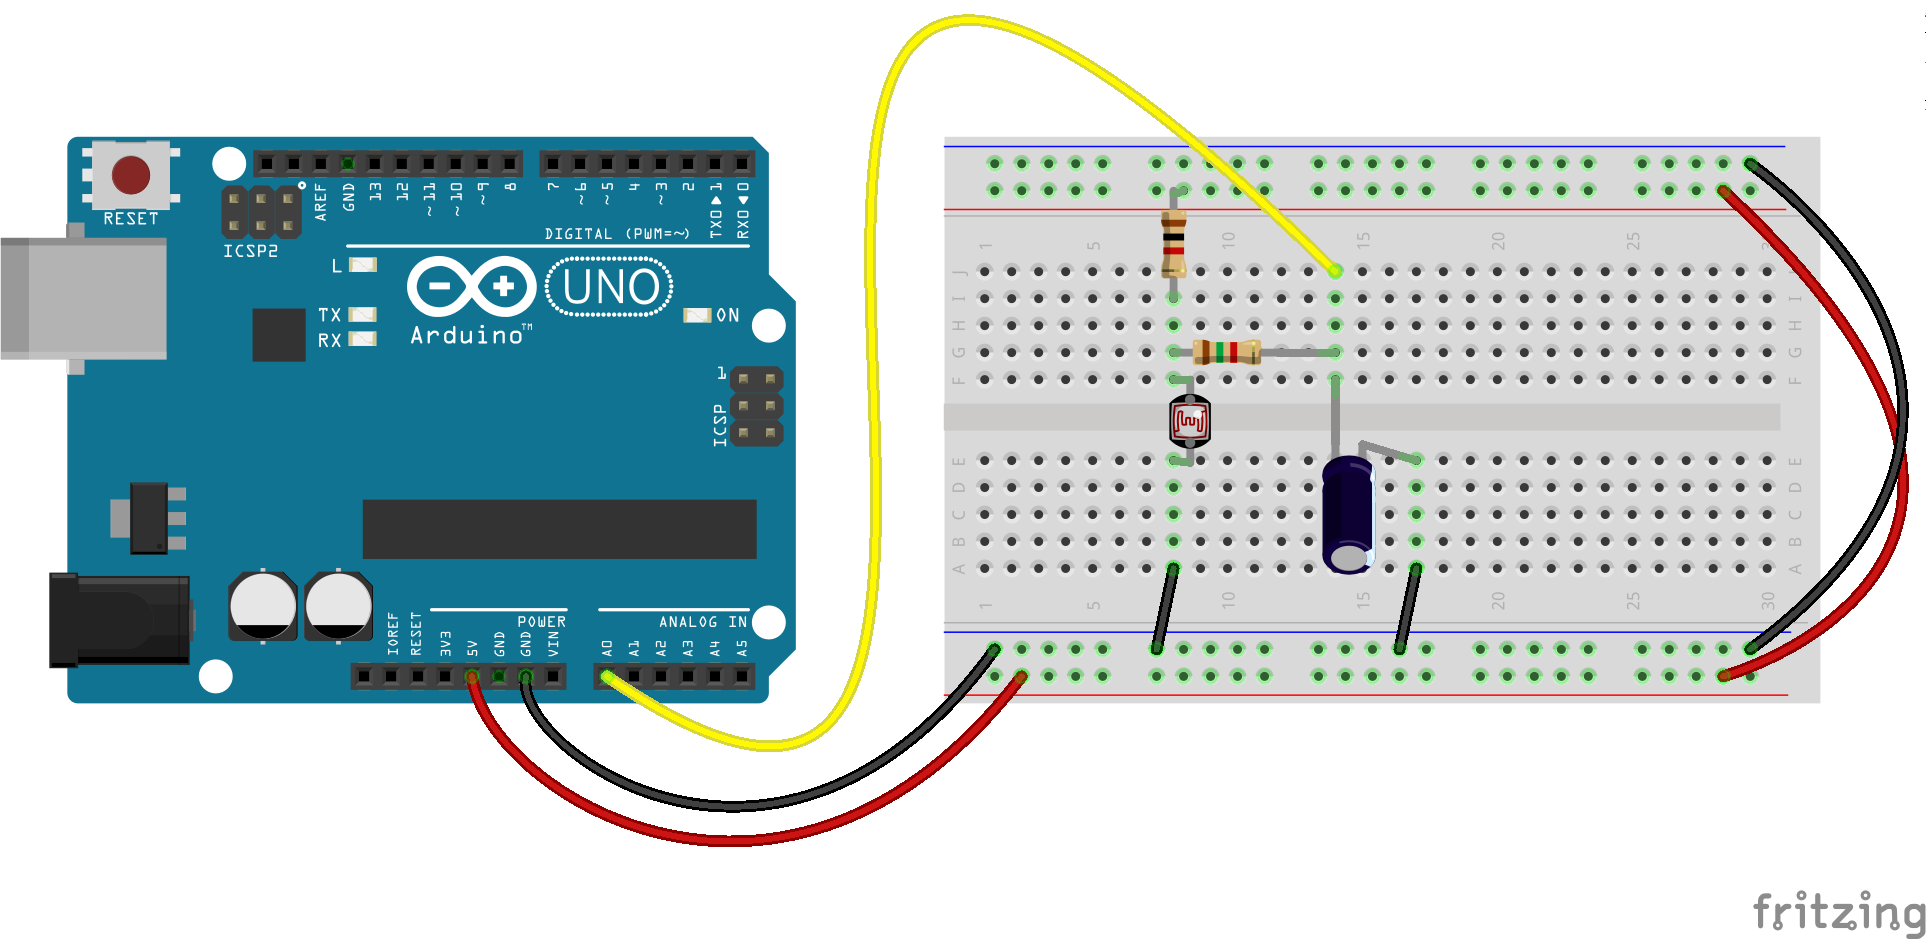 RESET
ICSP2
AREF
GND
13
12
~11
~10
~9
8
7
~6
~5
4
~3
2
TX0▶1
RX0◀0
DIGITAL (PWM=~)
L
TX
RX
UNO
Arduino™
ON
1
ICSP
IOREF
RESET
3V3
5V
GND
GND
VIN
POWER
ANALOG IN
A0
A1
A2
A3
A4
A5
1 5 10 15 20 25 30
J J
I I
H H
G G
F F
E E
D D
C C
B B
A A
1 5 10 15 20 25 30
fritzing